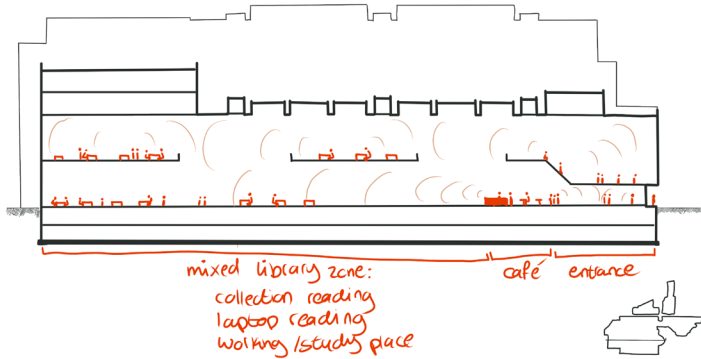 mixed library zone:
café
entrance
collection reading
laptop reading
working/study place